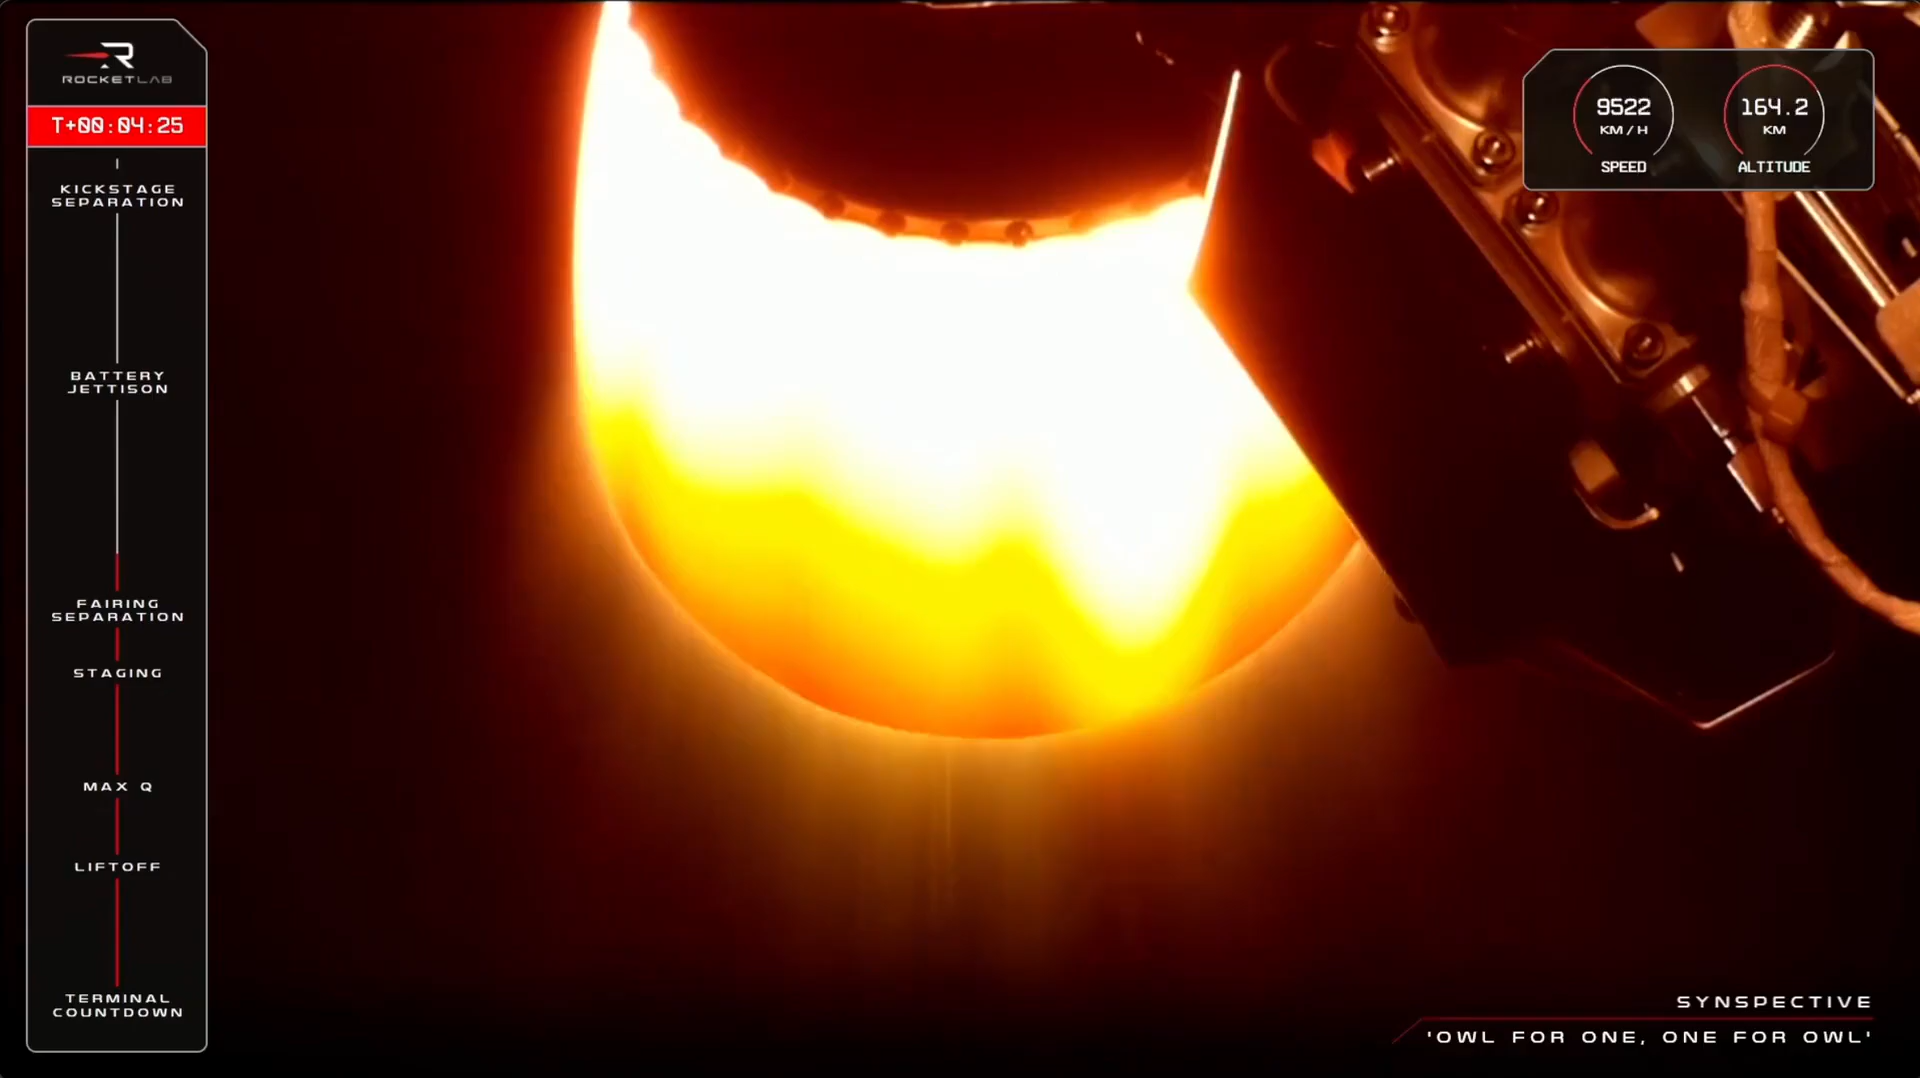 ROCKETLAB
T+00:04:25
KICKSTAGE
SEPARATION
BATTERY
JETTISON
FAIRING
SEPARATION
STAGING
MAX Q
LIFTOFF
TERMINAL
COUNTDOWN
9522
KM/H
SPEED
164.2
KM
ALTITUDE
SYNSPECTIVE
'OWL FOR ONE, ONE FOR OWL'